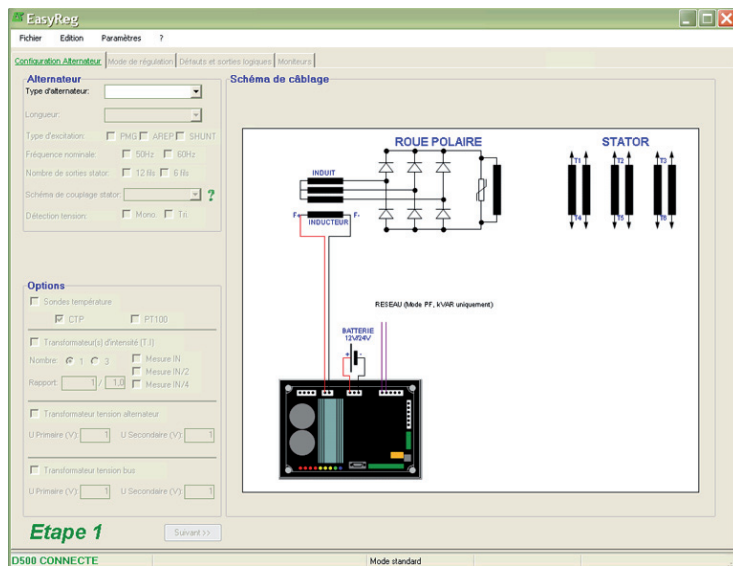 EasyReg
Fichier Edition Paramètres ?
Configuration Alternateur Mode de régulation Défauts et sorties logiques Moniteurs
Alternateur
Type d'alternateur:
Longueur:
Type d'excitation: PMG AREP SHUNT
Fréquence nominale: 50Hz 60Hz
Nombre de sorties stator: 12 fils 6 fils
Schéma de couplage stator: ?
Détection tension: Mono. Tri.
Options
Sondes température
CTP PT100
Transformateur(s) d'intensité (T.I)
Nombre: 1 3 Mesure IN
Mesure IN/2
Rapport: 1 / 1,0 Mesure IN/4
Transformateur tension alternateur
U Primaire (V): 1 U Secondaire (V): 1
Transformateur tension bus
U Primaire (V): 1 U Secondaire (V): 1
Etape 1 Suivant >>
Schéma de câblage
ROUE POLAIRE STATOR
INDUIT
T1 T2 T3
F+ F-
INDUCTEUR
T4 T5 T6
RESEAU (Mode PF, kVAR uniquement)
BATTERIE
12V/24V
+ -
D500 CONNECTE Mode standard